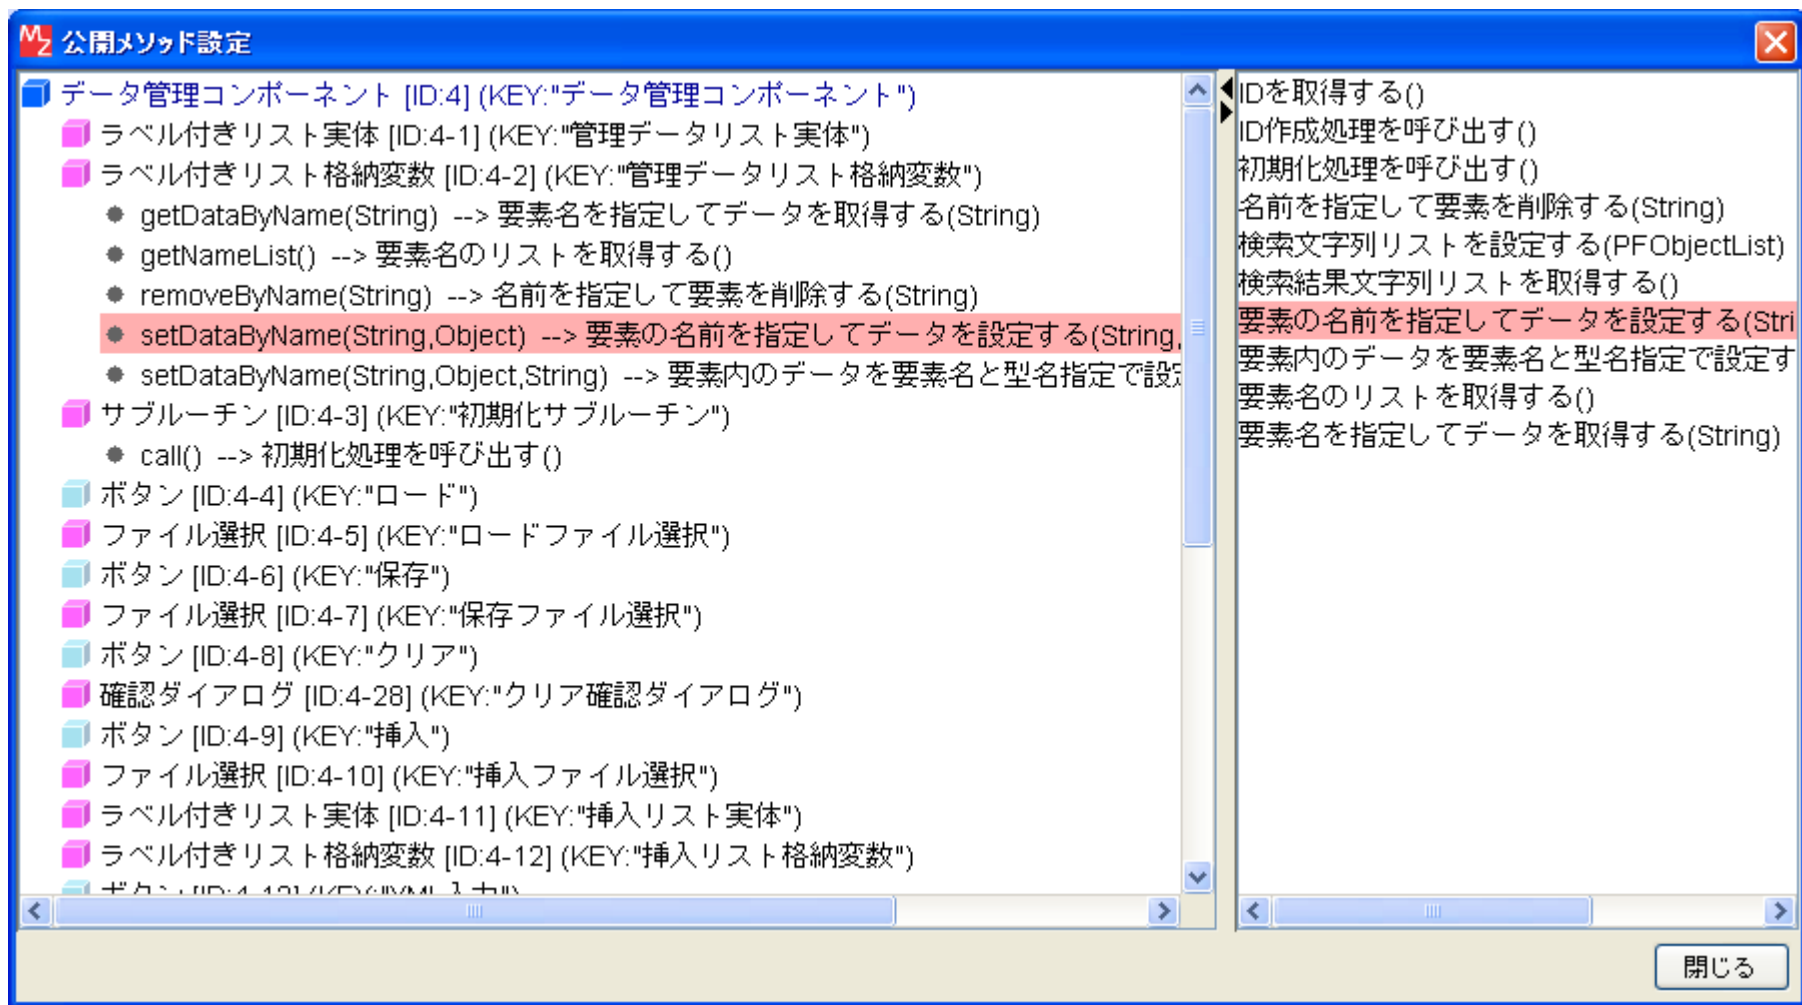 MZ 公開メソッド設定
データ管理コンポーネント [ID:4] (KEY:"データ管理コンポーネント")
ラベル付きリスト実体 [ID:4-1] (KEY:"管理データリスト実体")
ラベル付きリスト格納変数 [ID:4-2] (KEY:"管理データリスト格納変数")
getDataByName(String) --> 要素名を指定してデータを取得する(String)
getNameList() --> 要素名のリストを取得する()
removeByName(String) --> 名前を指定して要素を削除する(String)
setDataByName(String,Object) --> 要素の名前を指定してデータを設定する(String,
setDataByName(String,Object,String) --> 要素内のデータを要素名と型名指定で設定
サブルーチン [ID:4-3] (KEY:"初期化サブルーチン")
call() --> 初期化処理を呼び出す()
ボタン [ID:4-4] (KEY:"ロード")
ファイル選択 [ID:4-5] (KEY:"ロードファイル選択")
ボタン [ID:4-6] (KEY:"保存")
ファイル選択 [ID:4-7] (KEY:"保存ファイル選択")
ボタン [ID:4-8] (KEY:"クリア")
確認ダイアログ [ID:4-28] (KEY:"クリア確認ダイアログ")
ボタン [ID:4-9] (KEY:"挿入")
ファイル選択 [ID:4-10] (KEY:"挿入ファイル選択")
ラベル付きリスト実体 [ID:4-11] (KEY:"挿入リスト実体")
ラベル付きリスト格納変数 [ID:4-12] (KEY:"挿入リスト格納変数")
ボタン [ID:4-13] (KEY:"XML入力")
IDを取得する()
ID作成処理を呼び出す()
初期化処理を呼び出す()
名前を指定して要素を削除する(String)
検索文字列リストを設定する(PFObjectList)
検索結果文字列リストを取得する()
要素の名前を指定してデータを設定する(Stri
要素内のデータを要素名と型名指定で設定す
要素名のリストを取得する()
要素名を指定してデータを取得する(String)
閉じる